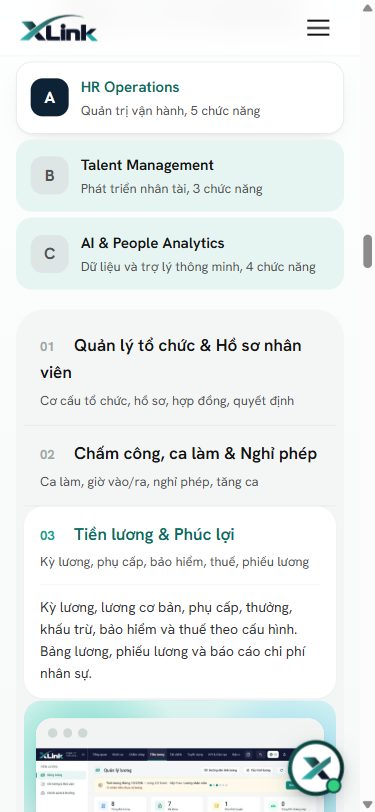 XLink
A
HR Operations
Quản trị vận hành, 5 chức năng
B
Talent Management
Phát triển nhân tài, 3 chức năng
C
AI & People Analytics
Dữ liệu và trợ lý thông minh, 4 chức năng
01 Quản lý tổ chức & Hồ sơ nhân
viên
Cơ cấu tổ chức, hồ sơ, hợp đồng, quyết định
02 Chấm công, ca làm & Nghỉ phép
Ca làm, giờ vào/ra, nghỉ phép, tăng ca
03 Tiền lương & Phúc lợi
Kỳ lương, phụ cấp, bảo hiểm, thuế, phiếu lương
Kỳ lương, lương cơ bản, phụ cấp, thưởng,
khấu trừ, bảo hiểm và thuế theo cấu hình.
Bảng lương, phiếu lương và báo cáo chi phí
nhân sự.
XLink
Quản lý lương
8
7
1